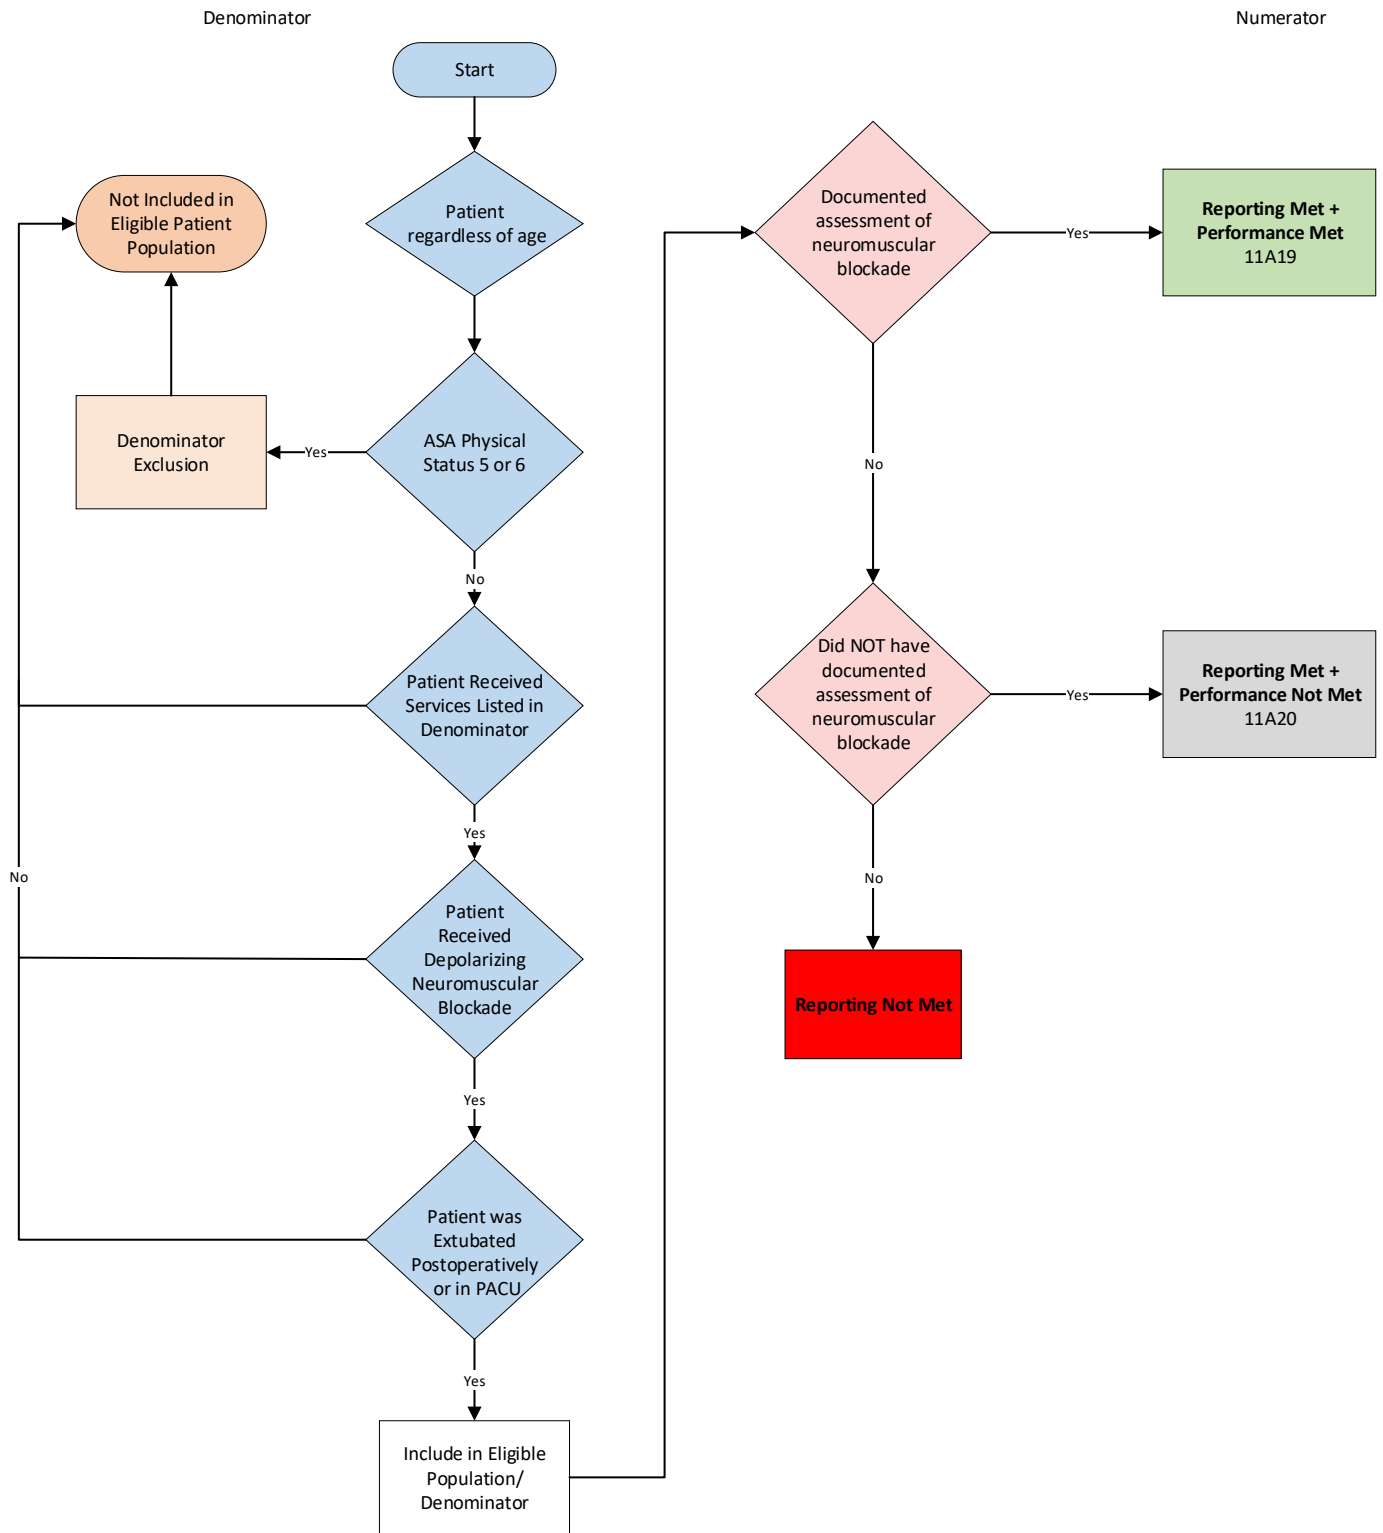 Denominator
Numerator
Start
Patient
regardless of age
Not Included in
Eligible Patient
Population
ASA Physical
Status 5 or 6
Yes
Denominator
Exclusion
No
Patient Received
Services Listed in
Denominator
Yes
No
Patient
Received
Depolarizing
Neuromuscular
Blockade
Yes
Patient was
Extubated
Postoperatively
or in PACU
Yes
Include in Eligible
Population/
Denominator
Documented
assessment of
neuromuscular
blockade
Yes
Reporting Met +
Performance Met
11A19
No
Did NOT have
documented
assessment of
neuromuscular
blockade
Yes
Reporting Met +
Performance Not Met
11A20
No
Reporting Not Met